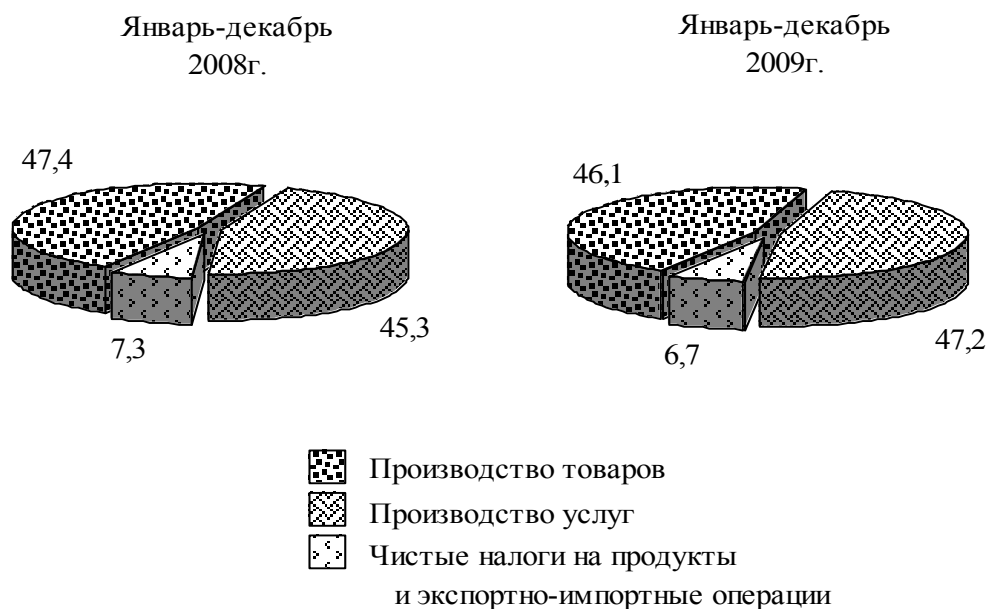 Январь-декабрь
2008г.
Январь-декабрь
2009г.
47,4
45,3
7,3
46,1
47,2
6,7
Производство товаров
Производство услуг
Чистые налоги на продукты
и экспортно-импортные операции